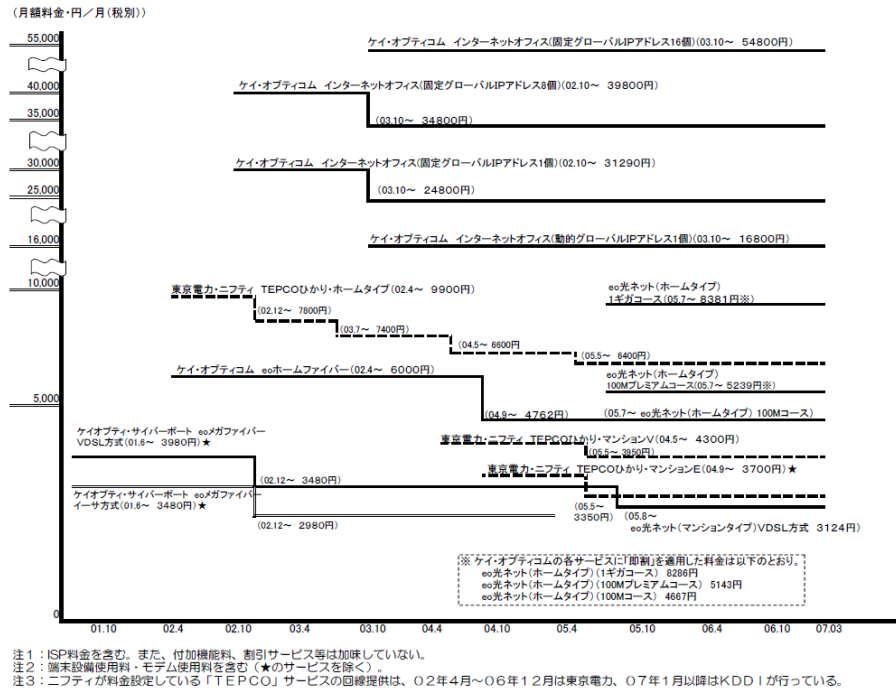 (月額料金・円／月(税別))
55,000
ケイ・オプティコム インターネットオフィス(固定グローバルIPアドレス16個)(03.10～ 54800円)
40,000
ケイ・オプティコム インターネットオフィス(固定グローバルIPアドレス8個)(02.10～ 39800円)
35,000
(03.10～ 34800円)
30,000
ケイ・オプティコム インターネットオフィス(固定グローバルIPアドレス1個)(02.10～ 31290円)
25,000
(03.10～ 24800円)
16,000
ケイ・オプティコム インターネットオフィス(動的グローバルIPアドレス1個)(03.10～ 16800円)
10,000
東京電力・ニフティ TEPCOひかり・ホームタイプ(02.4～ 9900円)
(02.12～ 7800円)
(03.7～ 7400円)
(04.5～ 6600円
(05.5～ 6400円)
eo光ネット(ホームタイプ)
1ギガコース(05.7～ 8381円※)
ケイ・オプティコム eoホームファイバー(02.4～ 6000円)
eo光ネット(ホームタイプ)
100Mプレミアムコース(05.7～ 5239円※)
5,000
(04.9～ 4762円)
(05.7～ eo光ネット(ホームタイプ) 100Mコース)
ケイオプティ・サイバーポート eoメガファイバー
VDSL方式(01.6～ 3980円)★
東京電力・ニフティ TEPCOひかり・マンションV(04.5～ 4300円)
(05.5～ 3950円)
東京電力・ニフティ TEPCOひかり・マンションE(04.9～ 3700円)★
(02.12～ 3480円)
ケイオプティ・サイバーポート eoメガファイバー
イーサ方式(01.6～ 3480円)★
(02.12～ 2980円)
(05.5～
3350円)
(05.8～
eo光ネット(マンションタイプ)VDSL方式 3124円)
※ ケイ・オプティコムの各サービスに「即割」を適用した料金は以下のとおり。
eo光ネット(ホームタイプ)(1ギガコース) 8286円
eo光ネット(ホームタイプ)(100Mプレミアムコース) 5143円
eo光ネット(ホームタイプ)(100Mコース) 4667円
0
01.10 02.4 02.10 03.4 03.10 04.4 04.10 05.4 05.10 06.4 06.10 07.03
注１：ISP料金を含む。また、付加機能料、割引サービス等は加味していない。
注２：端末設備使用料・モデム使用料を含む（★のサービスを除く）。
注３：ニフティが料金設定している「ＴＥＰＣＯ」サービスの回線提供は、０２年４月～０６年１２月は東京電力、０７年１月以降はＫＤＤＩが行っている。